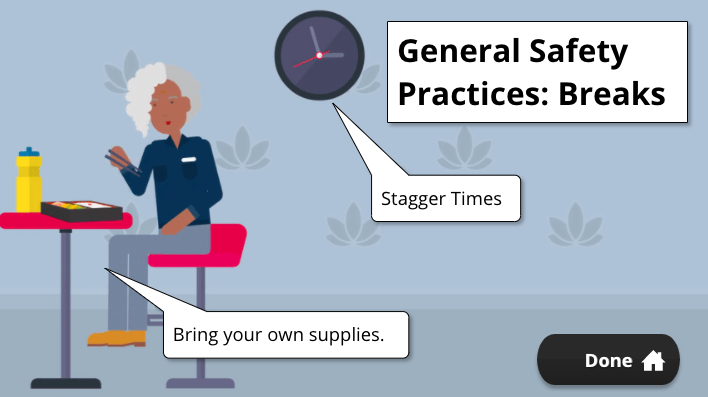 General Safety
Practices: Breaks
Stagger Times
Bring your own supplies.
Done